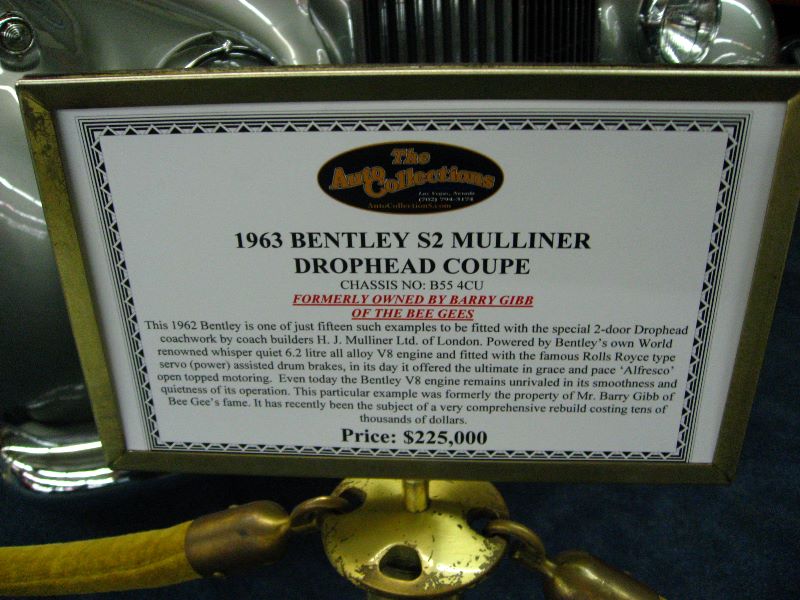 The
Auto Collections
Las Vegas, Nevada
(702) 794-3174
AutoCollectionS.com
1963 BENTLEY S2 MULLINER
DROPHEAD COUPE
CHASSIS NO: B55 4CU
FORMERLY OWNED BY BARRY GIBB
OF THE BEE GEES
This 1962 Bentley is one of just fifteen such examples to be fitted with the special 2-door Drophead
coachwork by coach builders H. J. Mulliner Ltd. of London. Powered by Bentley's own World
renowned whisper quiet 6.2 litre all alloy V8 engine and fitted with the famous Rolls Royce type
servo (power) assisted drum brakes, in its day it offered the ultimate in grace and pace 'Alfresco'
open topped motoring. Even today the Bentley V8 engine remains unrivaled in its smoothness and
quietness of its operation. This particular example was formerly the property of Mr. Barry Gibb of
Bee Gee's fame. It has recently been the subject of a very comprehensive rebuild costing tens of
thousands of dollars.
Price: $225,000